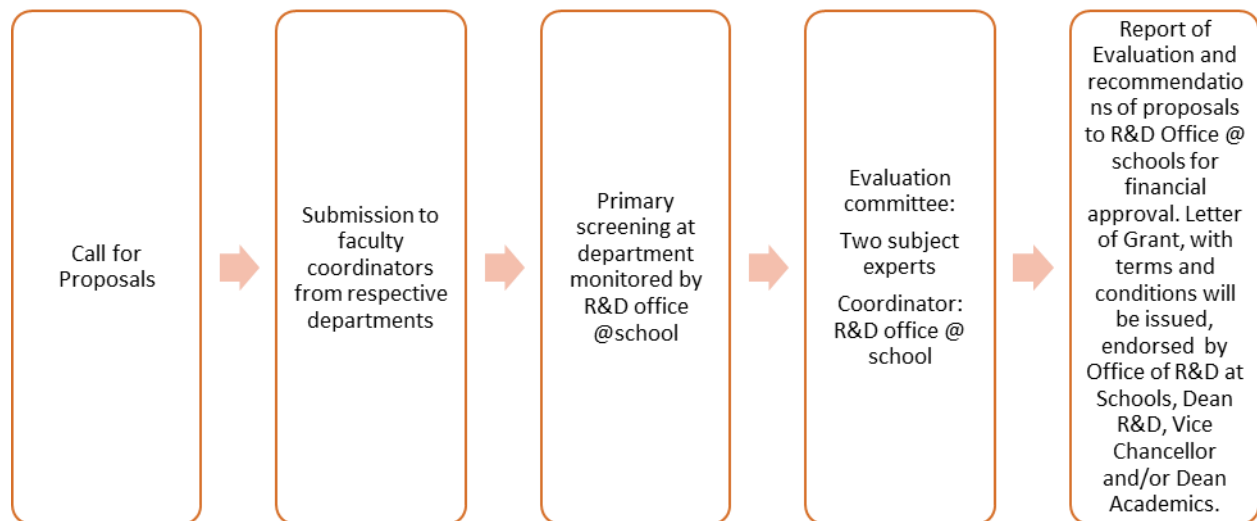 Call for
Proposals
Submission to
faculty
coordinators
from respective
departments
Primary
screening at
department
monitored by
R&D office
@school
Evaluation
committee:
Two subject
experts
Coordinator:
R&D office @
school
Report of
Evaluation and
recommendatio
ns of proposals
to R&D Office @
schools for
financial
approval. Letter
of Grant, with
terms and
conditions will
be issued,
endorsed by
Office of R&D at
Schools, Dean
R&D, Vice
Chancellor
and/or Dean
Academics.